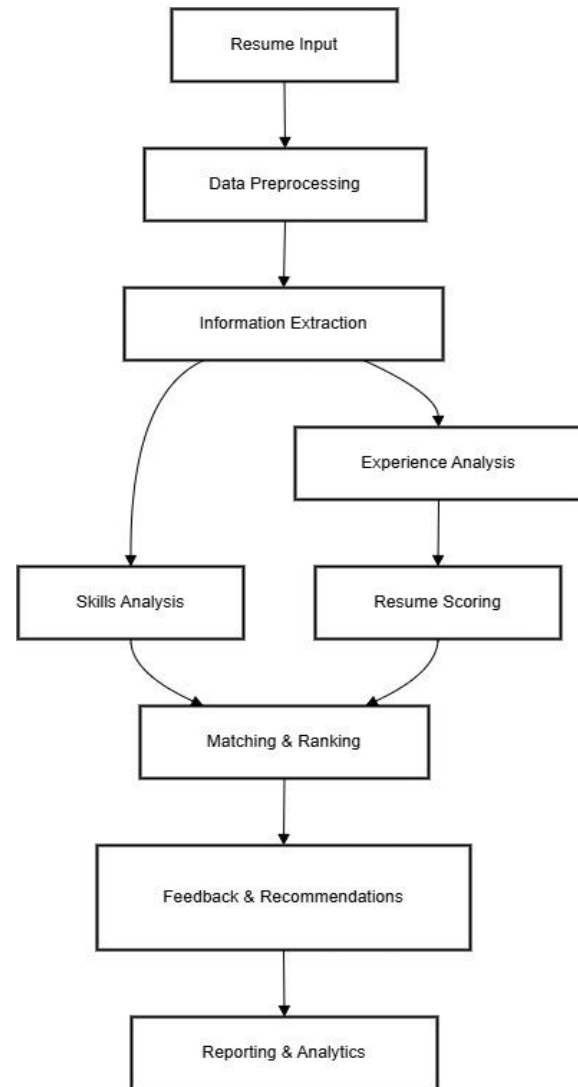 Resume Input
Data Preprocessing
Information Extraction
Experience Analysis
Skills Analysis
Resume Scoring
Matching & Ranking
Feedback & Recommendations
Reporting & Analytics